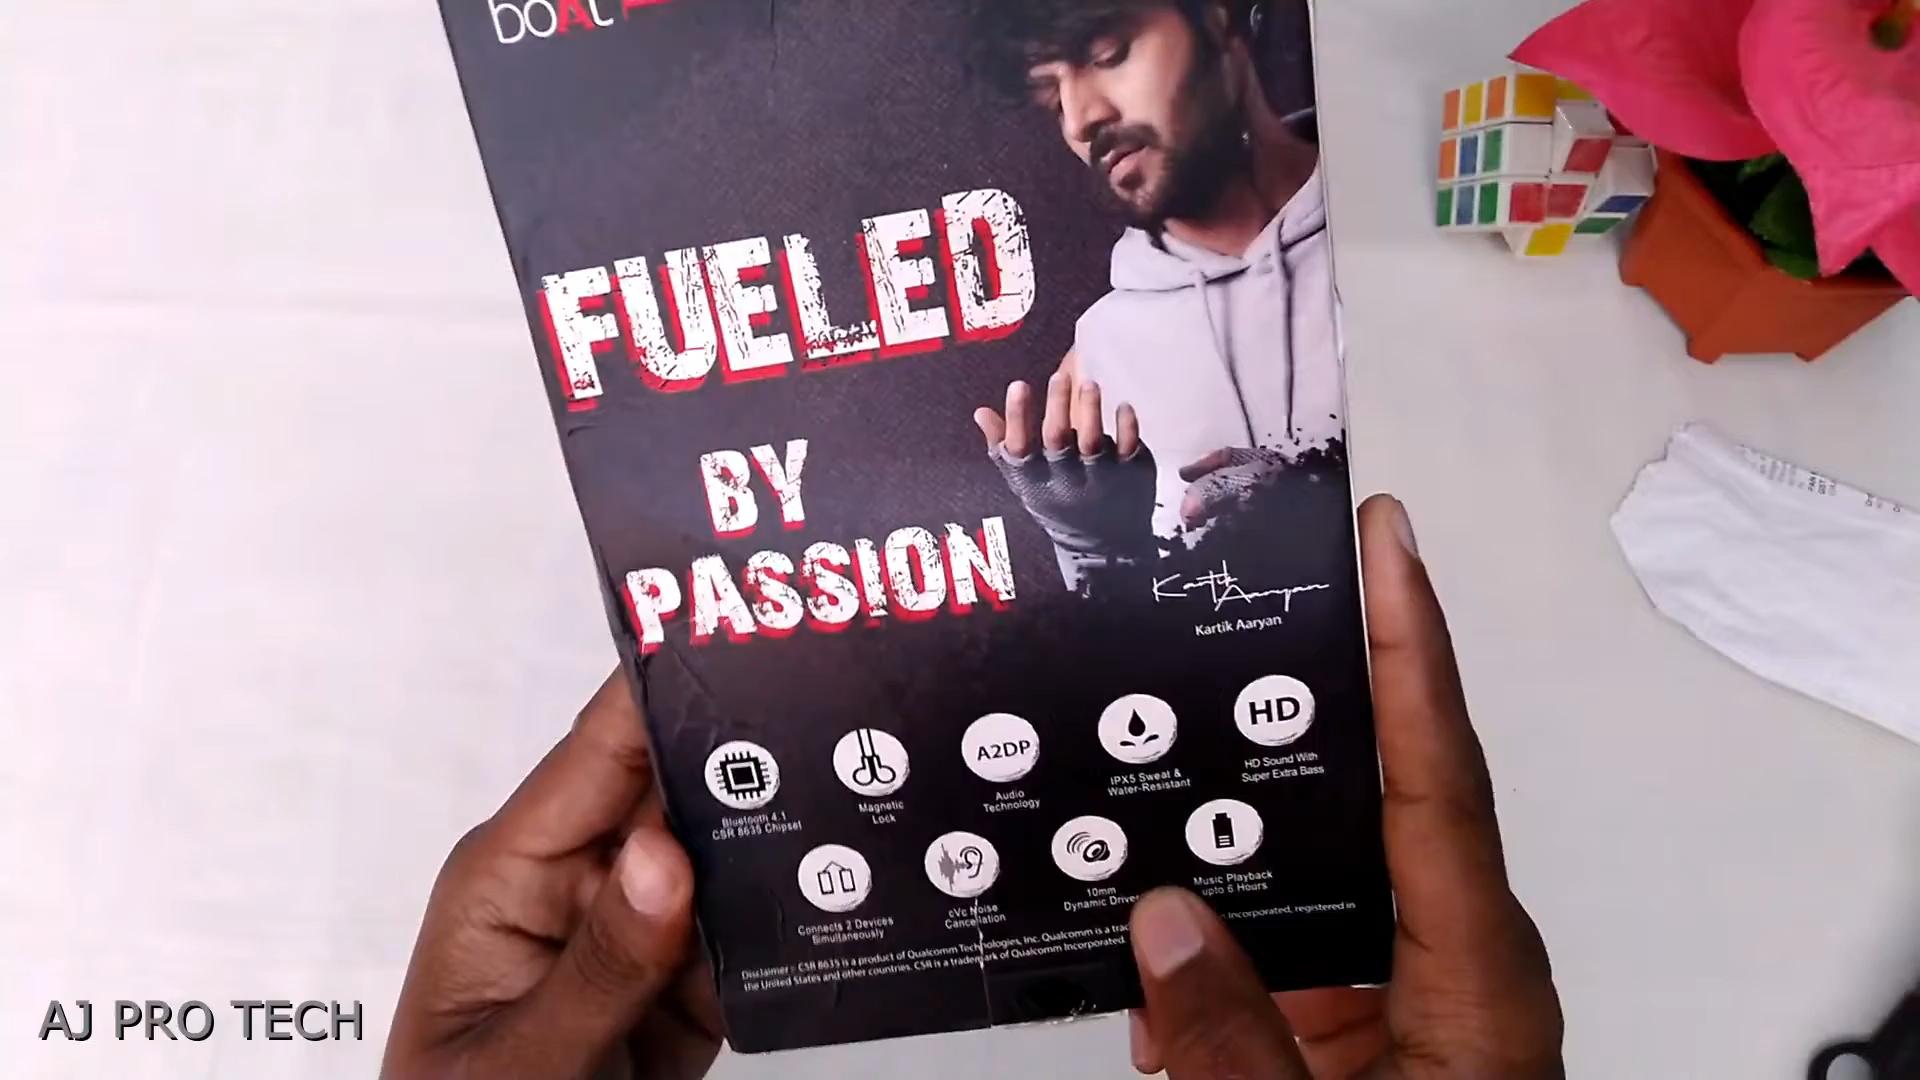 boAt
FUELED
BY
PASSION
Kartik Aaryan
Kartik Aaryan
HD
HD Sound With
Super Extra Bass
IPX5 Sweat &
Water-Resistant
A2DP
Audio
Technology
Magnetic
Lock
Bluetooth 4.1
CSR 8635 Chipset
Connects 2 Devices
Simultaneously
cVc Noise
Cancellation
10mm
Dynamic Driver
Music Playback
upto 6 Hours
Disclaimer - CSR 8635 is a product of Qualcomm Technologies, Inc. Qualcomm is a Incorporated, registered in
the United States and other countries. CSR is a trademark of Qualcomm Incorporated.
AJ PRO TECH